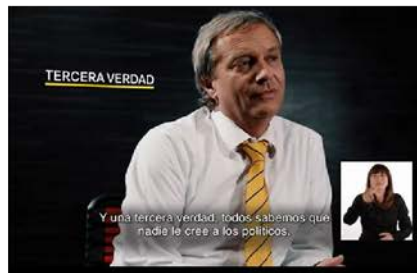 TERCERA VERDAD
Y una tercera verdad, todos sabemos que
nadie le cree a los políticos,